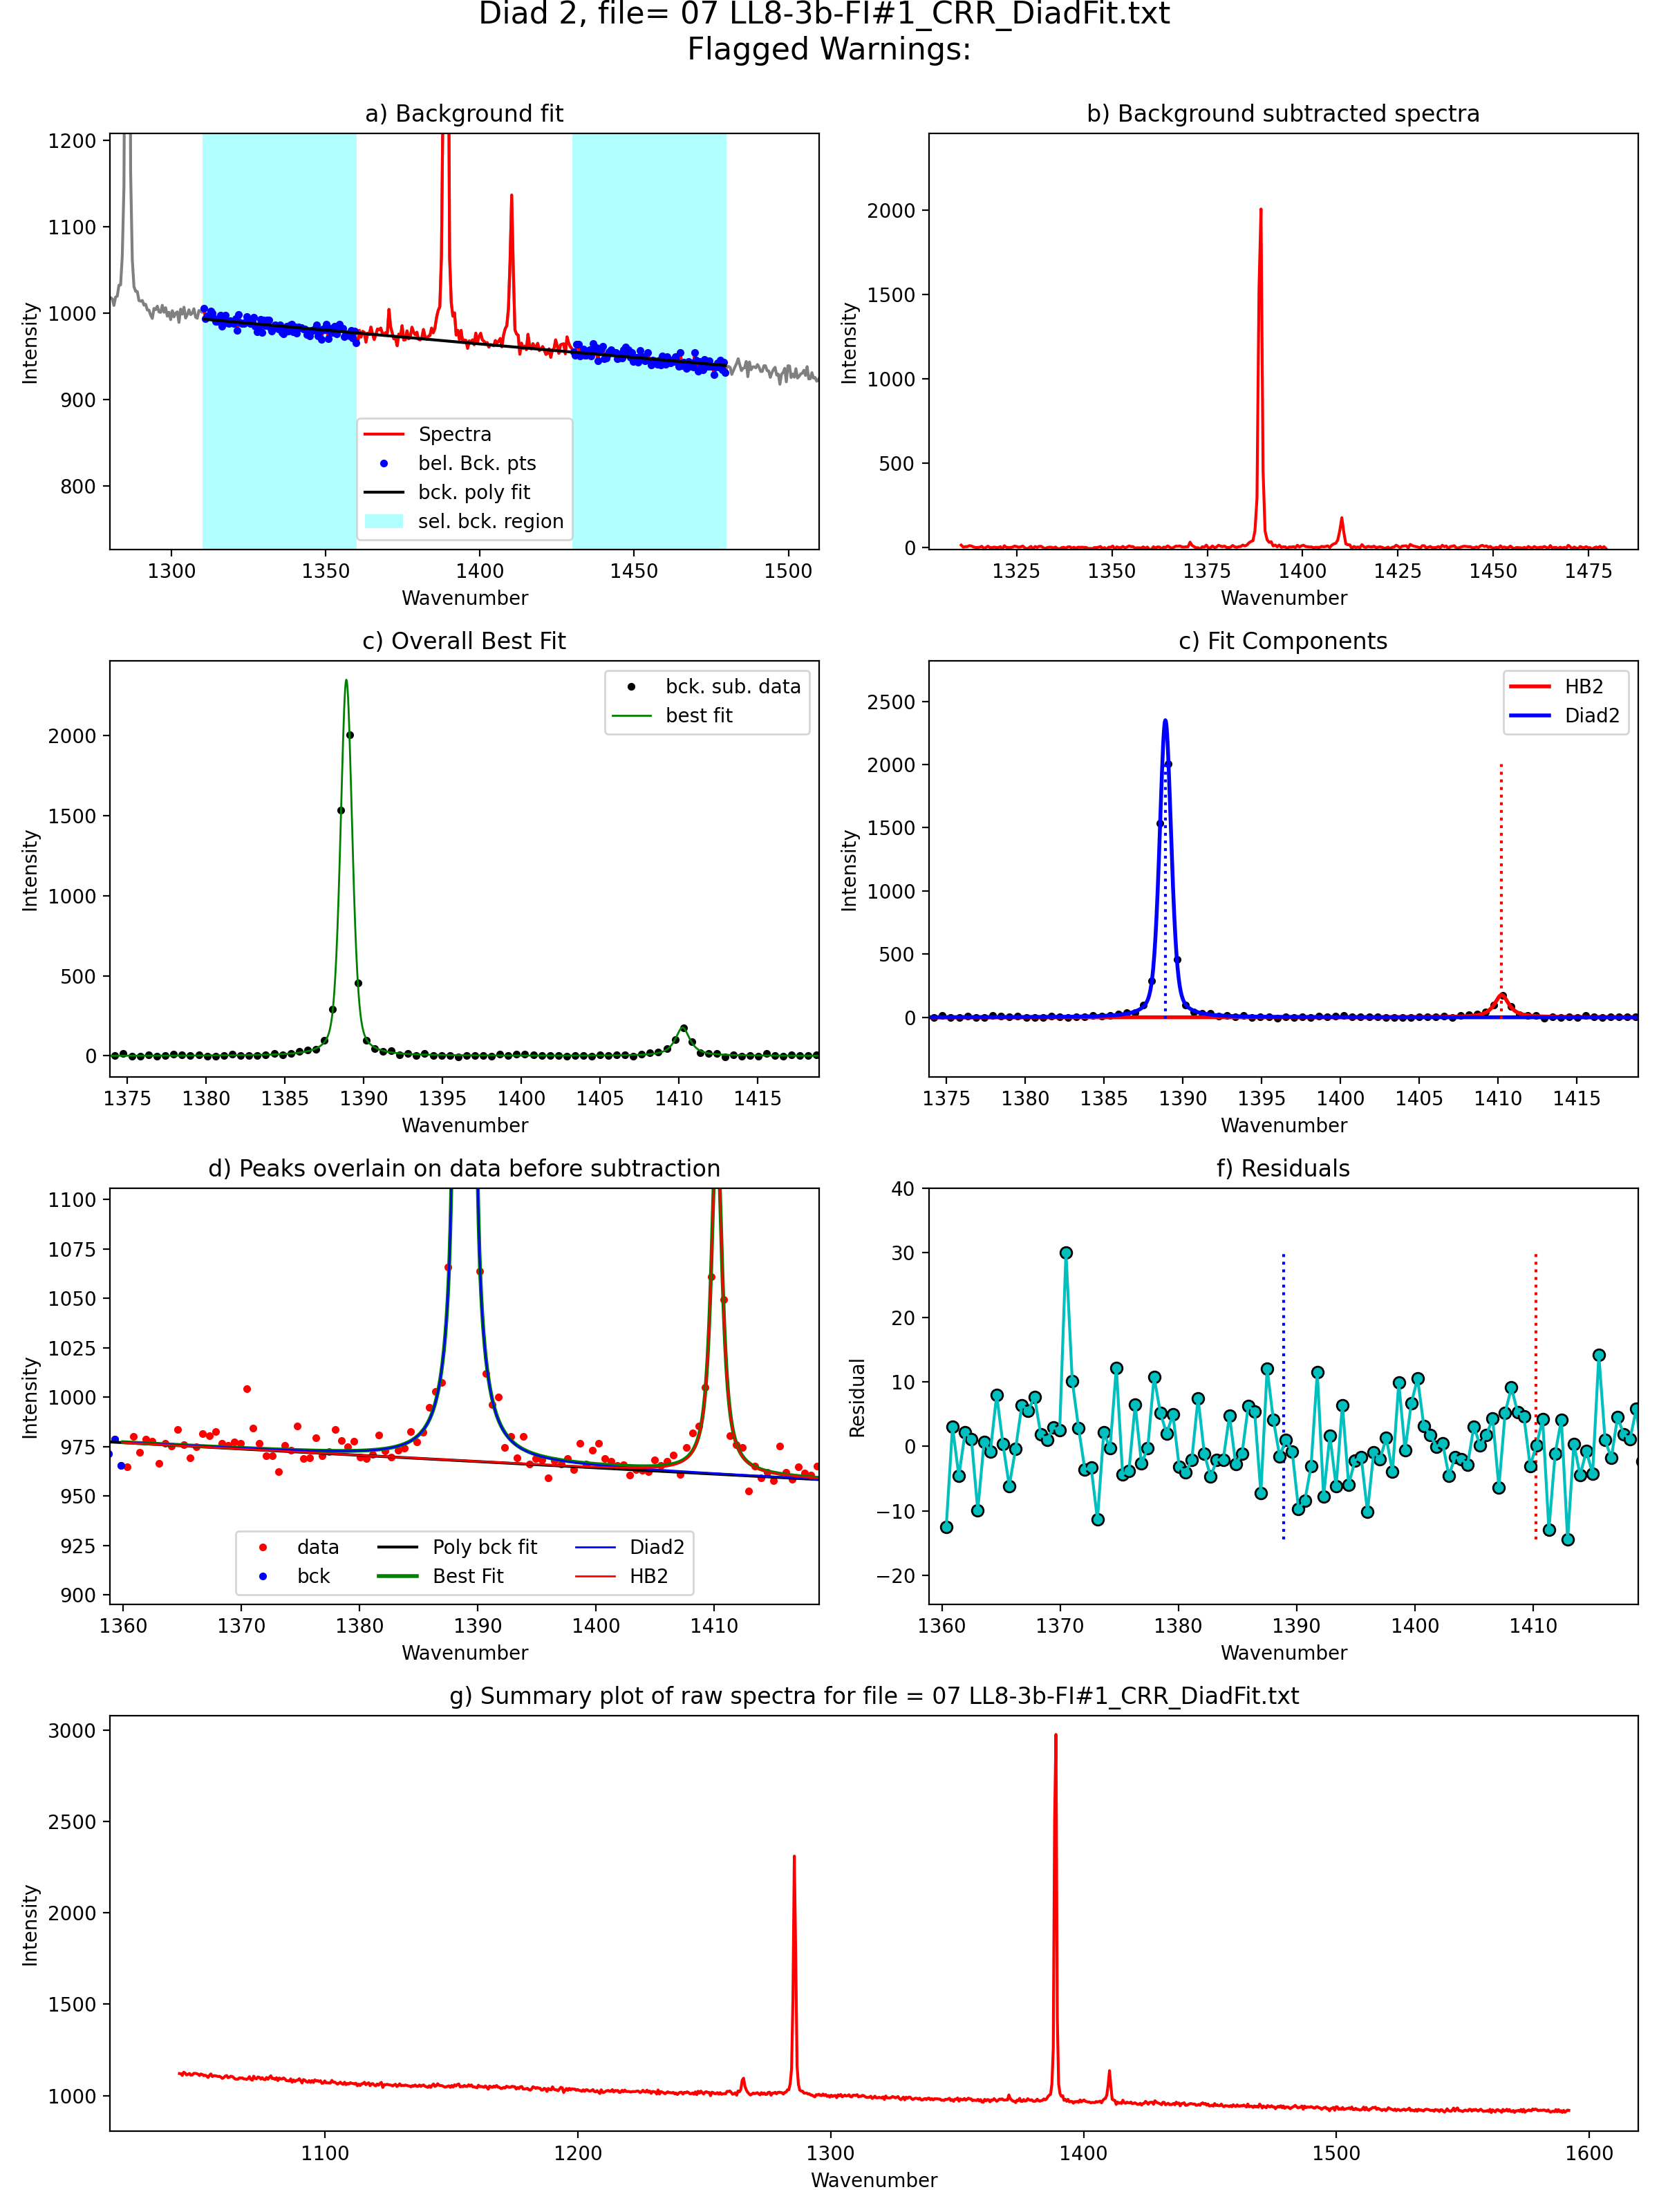 Diad 2, file= 07 LL8-3b-FI#1_CRR_DiadFit.txt
Flagged Warnings:
a) Background fit
1200
1100
1000
900
800
Intensity
Spectra
bel. Bck. pts
bck. poly fit
sel. bck. region
1300 1350 1400 1450 1500
Wavenumber
b) Background subtracted spectra
2000
1500
1000
500
0
Intensity
1325 1350 1375 1400 1425 1450 1475
Wavenumber
c) Overall Best Fit
2000
1500
1000
500
0
Intensity
bck. sub. data
best fit
1375 1380 1385 1390 1395 1400 1405 1410 1415
Wavenumber
c) Fit Components
2500
2000
1500
1000
500
0
Intensity
HB2
Diad2
1375 1380 1385 1390 1395 1400 1405 1410 1415
Wavenumber
d) Peaks overlain on data before subtraction
1100
1075
1050
1025
1000
975
950
925
900
Intensity
data Poly bck fit Diad2
bck Best Fit HB2
1360 1370 1380 1390 1400 1410
Wavenumber
f) Residuals
40
30
20
10
0
−10
−20
Residual
1360 1370 1380 1390 1400 1410
Wavenumber
g) Summary plot of raw spectra for file = 07 LL8-3b-FI#1_CRR_DiadFit.txt
3000
2500
2000
1500
1000
Intensity
1100 1200 1300 1400 1500 1600
Wavenumber